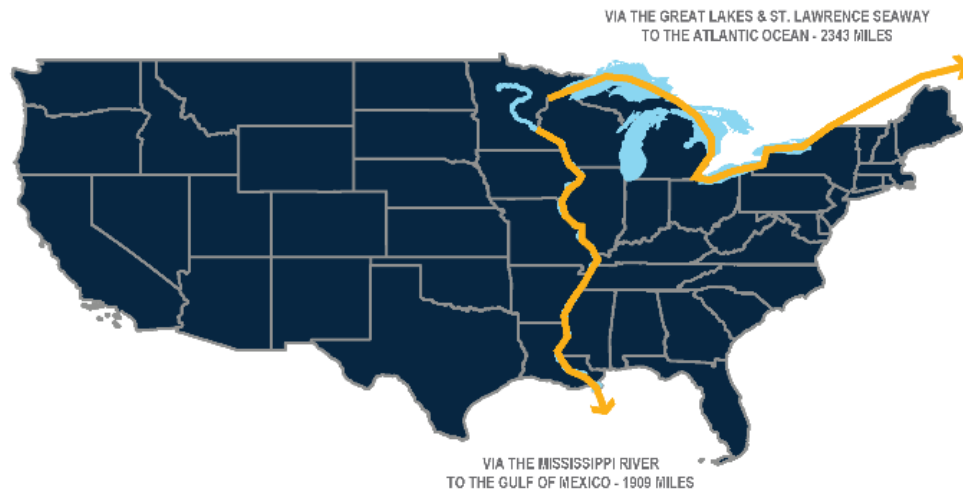 VIA THE GREAT LAKES & ST. LAWRENCE SEAWAY
TO THE ATLANTIC OCEAN - 2343 MILES
VIA THE MISSISSIPPI RIVER
TO THE GULF OF MEXICO - 1909 MILES